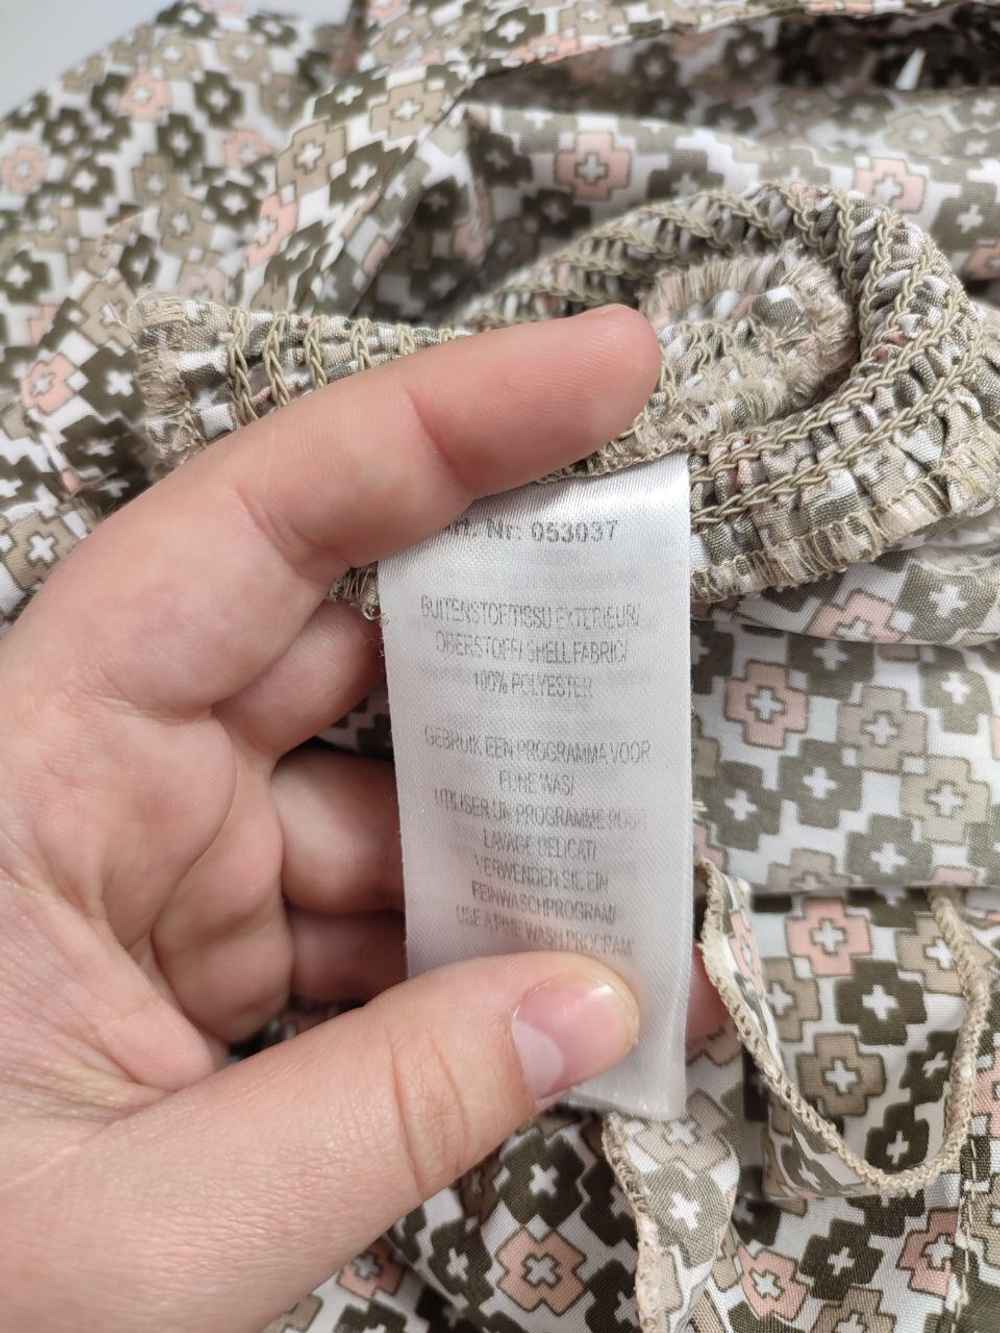 Nr: 053037
BUITENSTOF/TISSU EXTERIEUR/
OBERSTOFF/ SHELL FABRIC/
100% POLYESTER
GEBRUIK EEN PROGRAMMA VOOR
FIJNE WAS/
UTILISER UN PROGRAMME POUR
LAVAGE DELICAT/
VERWENDEN SIE EIN
FEINWASCHPROGRAM/
USE A FINE WASH PROGRAM/